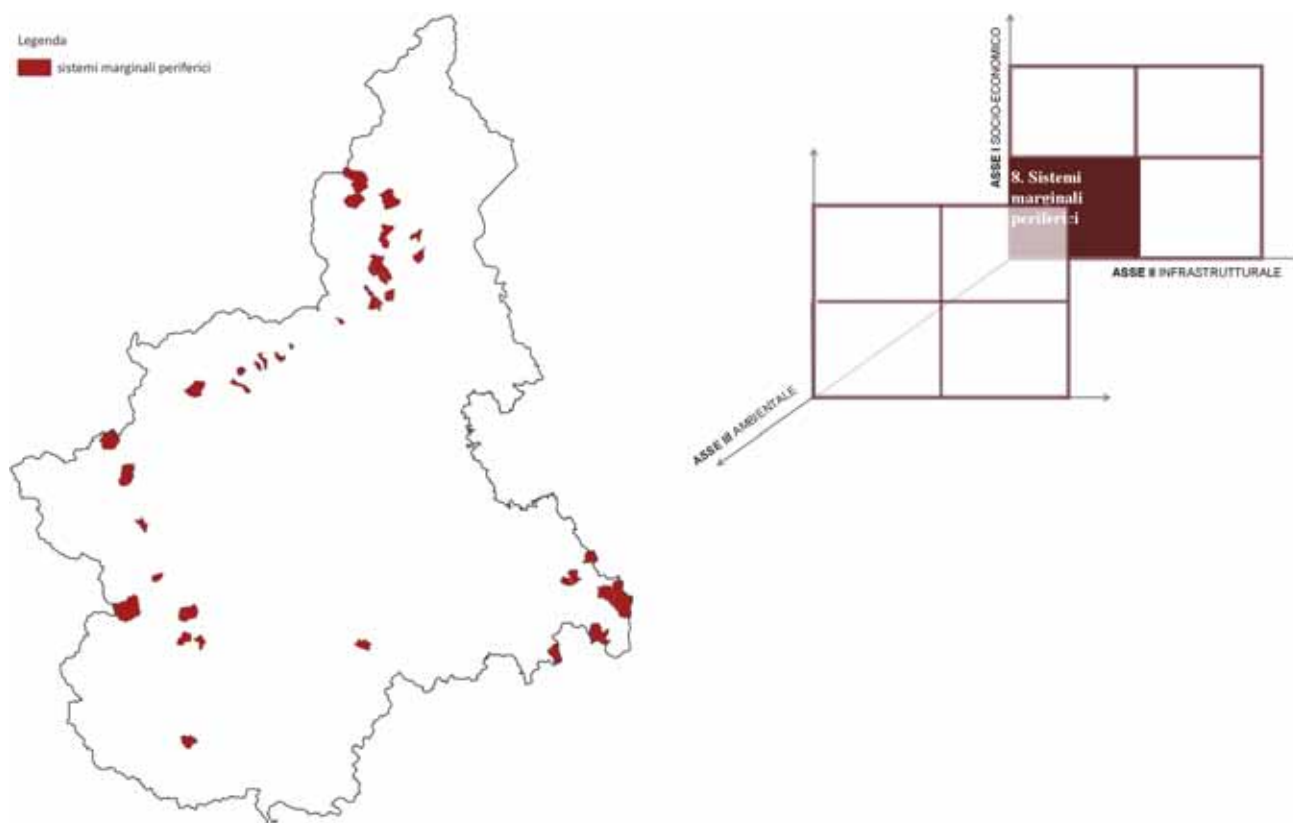 Legenda
sistemi marginali periferici
ASSE I SOCIO-ECONOMICO
8. Sistemi
marginali
periferici
ASSE II INFRASTRUTTURALE
ASSE III AMBIENTALE